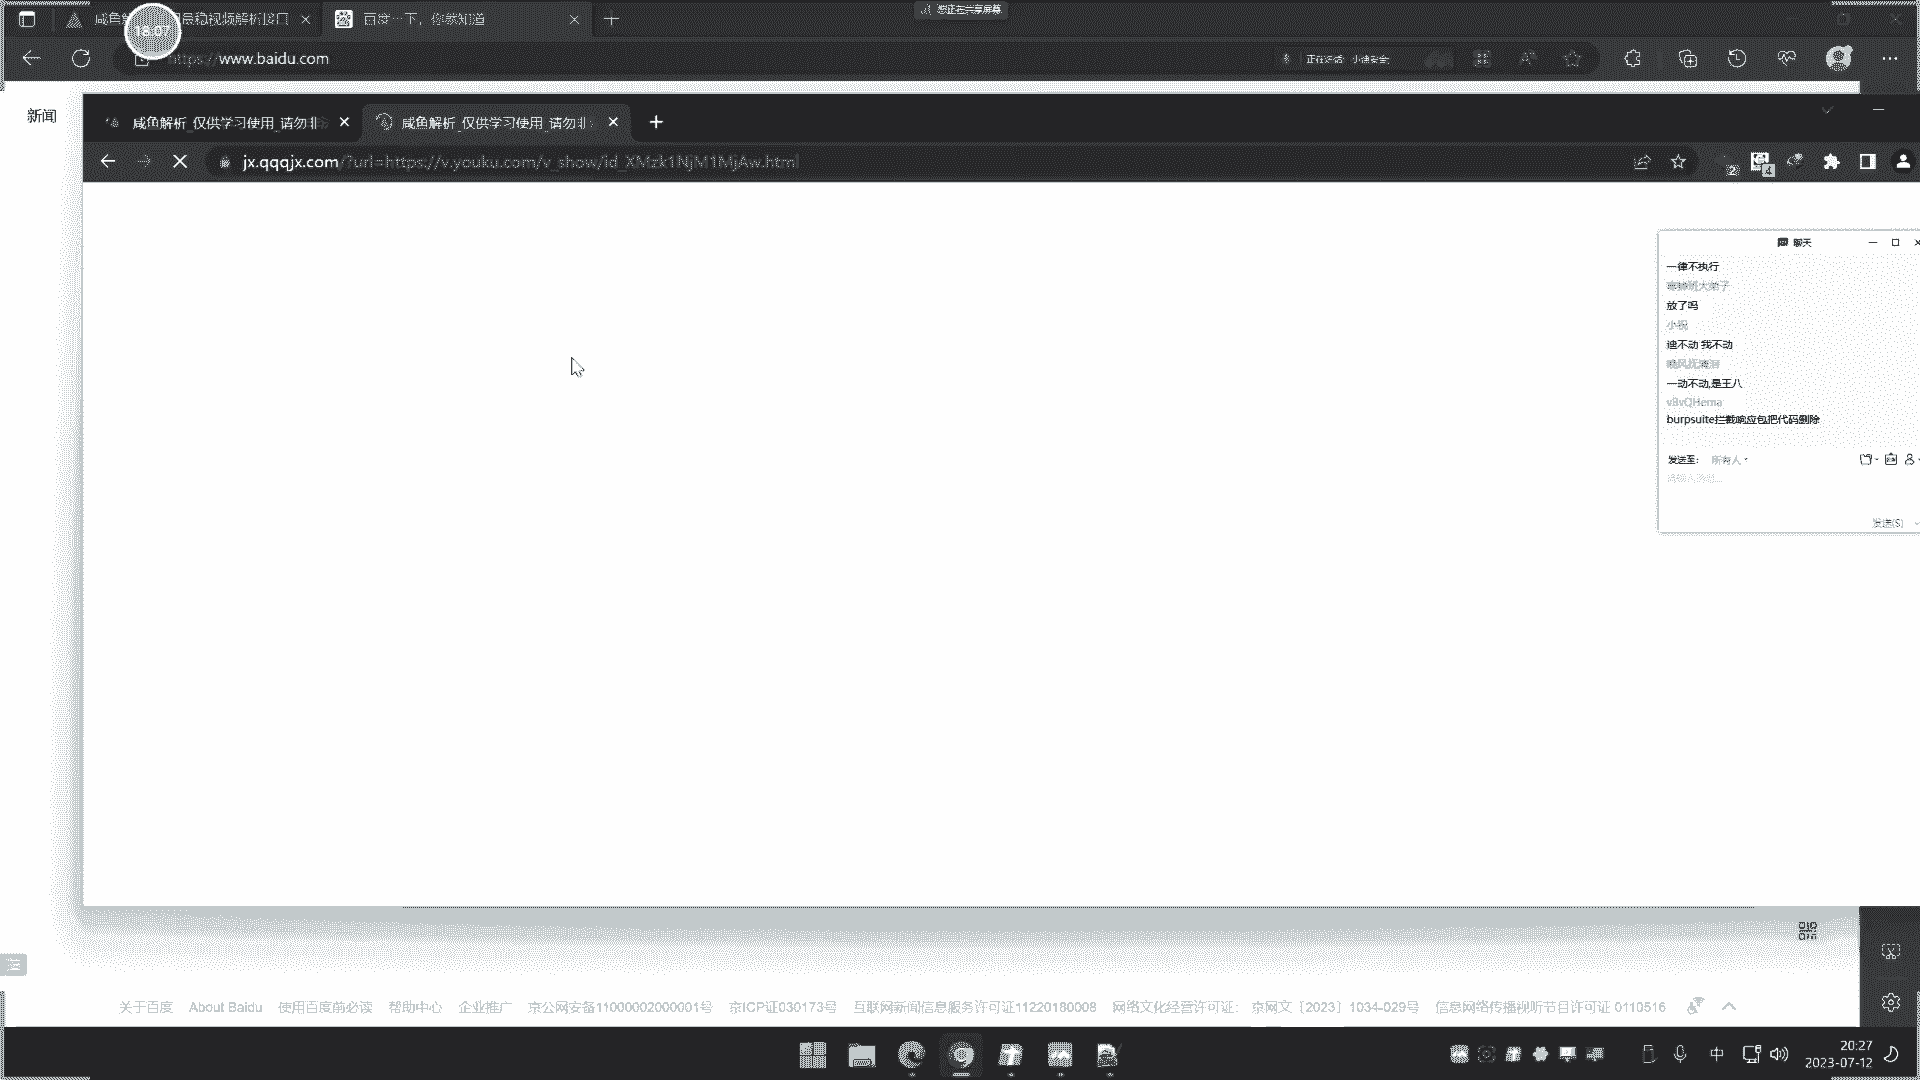 最稳视频解析接口
百度一下，你就知道
您正在共享屏幕
18:07
https://www.baidu.com
正在讲话:
新闻
咸鱼解析_仅供学习使用_请勿非
咸鱼解析_仅供学习使用_请勿非
jx.qqqjx.com/?url=https://v.youku.com/v_show/id_XMzk1NjM1MjAw.html
2
4
聊天
一律不执行
放了吗
小祝
迪不动 我不动
一动不动,是王八
vBvQHema
burpsuite拦截响应包把代码删除
发送至: 所有人
请输入消息...
发送(S)
关于百度 About Baidu 使用百度前必读 帮助中心 企业推广 京公网安备11000002000001号 京ICP证030173号 互联网新闻信息服务许可证11220180008 网络文化经营许可证： 京网文〔2023〕1034-029号 信息网络传播视听节目许可证 0110516
中
20:27
2023-07-12